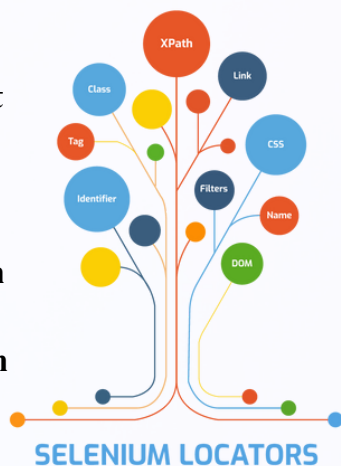 XPath
Link
Class
Tag
CSS
Identifier
Filters
Name
DOM
SELENIUM LOCATORS